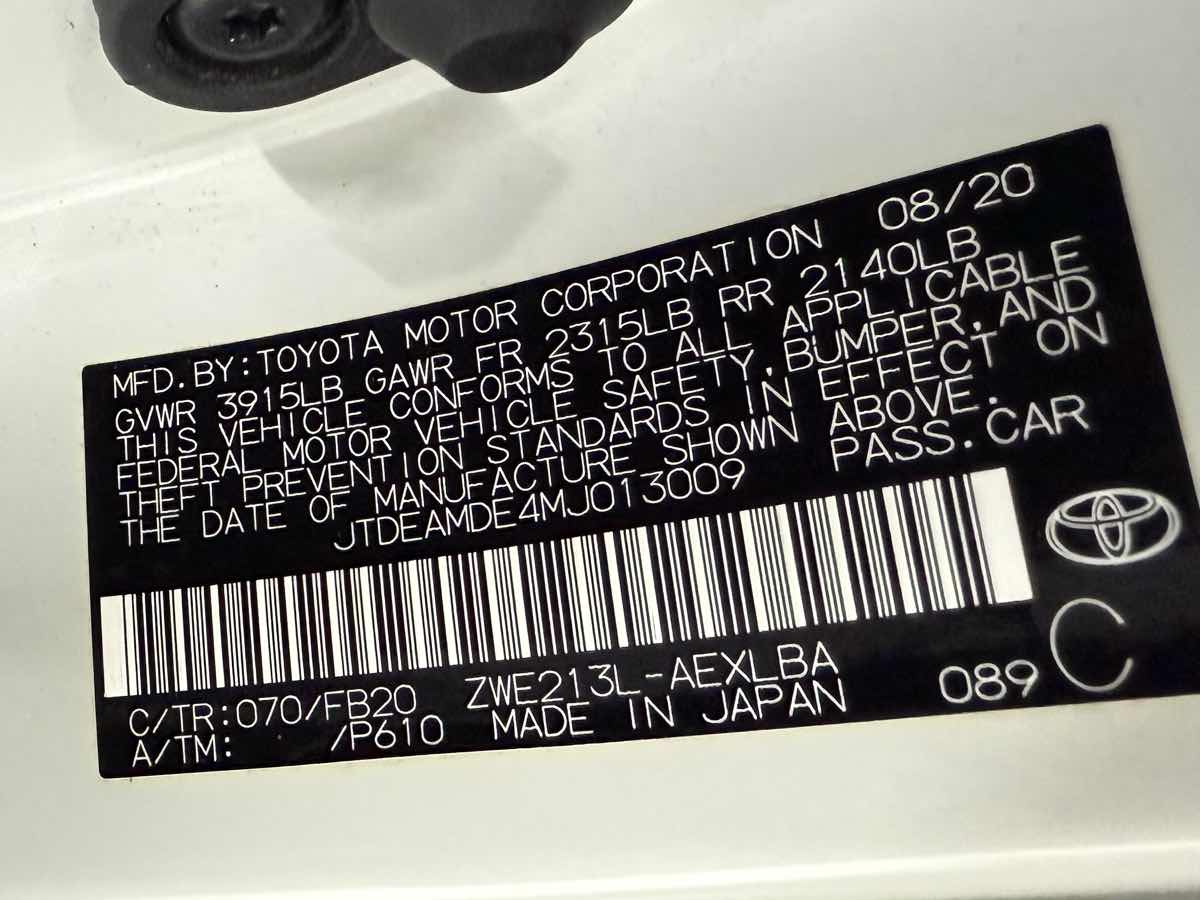 MFD.BY:TOYOTA MOTOR CORPORATION 08/20
GVWR 3915LB GAWR FR 2315LB RR 2140LB
THIS VEHICLE CONFORMS TO ALL APPLICABLE
FEDERAL MOTOR VEHICLE SAFETY,BUMPER,AND
THEFT PREVENTION STANDARDS IN EFFECT ON
THE DATE OF MANUFACTURE SHOWN ABOVE.
JTDEAMDE4MJ013009 PASS.CAR
C/TR:070/FB20 ZWE213L-AEXLBA
A/TM: /P610 MADE IN JAPAN 089 C